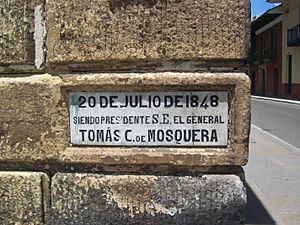 20 DE JULIO DE 1848
SIENDO PRESIDENTE S.E. EL GENERAL
TOMÁS C. DE MOSQUERA